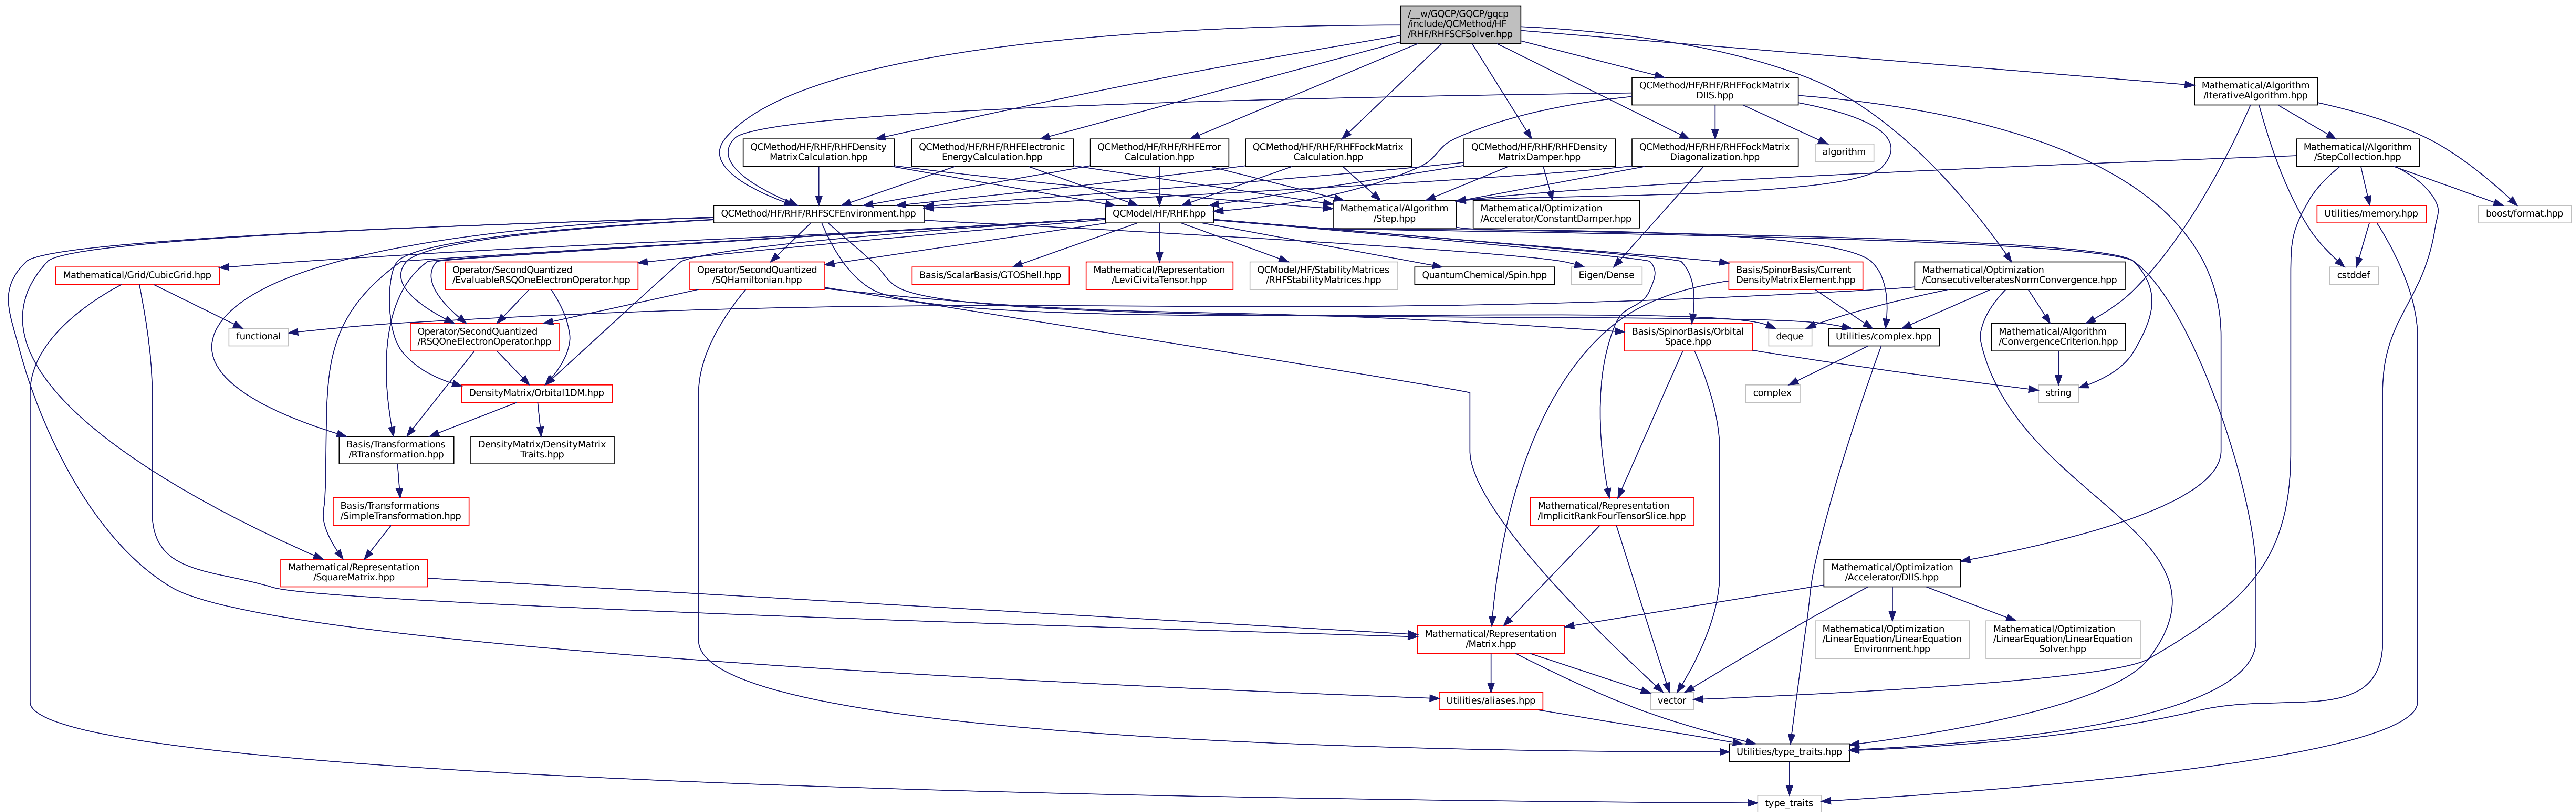 /__w/GQCP/GQCP/gqcp
/include/QCMethod/HF
/RHF/RHFSCFSolver.hpp
QCMethod/HF/RHF/RHFFockMatrix
DIIS.hpp
Mathematical/Algorithm
/IterativeAlgorithm.hpp
QCMethod/HF/RHF/RHFDensity
MatrixCalculation.hpp
QCMethod/HF/RHF/RHFElectronic
EnergyCalculation.hpp
QCMethod/HF/RHF/RHFError
Calculation.hpp
QCMethod/HF/RHF/RHFFockMatrix
Calculation.hpp
QCMethod/HF/RHF/RHFDensity
MatrixDamper.hpp
QCMethod/HF/RHF/RHFFockMatrix
Diagonalization.hpp
algorithm
Mathematical/Algorithm
/StepCollection.hpp
QCMethod/HF/RHF/RHFSCFEnvironment.hpp
QCModel/HF/RHF.hpp
Mathematical/Algorithm
/Step.hpp
Mathematical/Optimization
/Accelerator/ConstantDamper.hpp
Utilities/memory.hpp
boost/format.hpp
Mathematical/Grid/CubicGrid.hpp
Operator/SecondQuantized
/EvaluableRSQOneElectronOperator.hpp
Operator/SecondQuantized
/SQHamiltonian.hpp
Basis/ScalarBasis/GTOShell.hpp
Mathematical/Representation
/LeviCivitaTensor.hpp
QCModel/HF/StabilityMatrices
/RHFStabilityMatrices.hpp
QuantumChemical/Spin.hpp
Eigen/Dense
Basis/SpinorBasis/Current
DensityMatrixElement.hpp
Mathematical/Optimization
/ConsecutiveIteratesNormConvergence.hpp
cstddef
functional
Operator/SecondQuantized
/RSQOneElectronOperator.hpp
Basis/SpinorBasis/Orbital
Space.hpp
deque
Utilities/complex.hpp
Mathematical/Algorithm
/ConvergenceCriterion.hpp
DensityMatrix/Orbital1DM.hpp
complex
string
Basis/Transformations
/RTransformation.hpp
DensityMatrix/DensityMatrix
Traits.hpp
Basis/Transformations
/SimpleTransformation.hpp
Mathematical/Representation
/ImplicitRankFourTensorSlice.hpp
Mathematical/Representation
/SquareMatrix.hpp
Mathematical/Optimization
/Accelerator/DIIS.hpp
Mathematical/Representation
/Matrix.hpp
Mathematical/Optimization
/LinearEquation/LinearEquation
Environment.hpp
Mathematical/Optimization
/LinearEquation/LinearEquation
Solver.hpp
Utilities/aliases.hpp
vector
Utilities/type_traits.hpp
type_traits